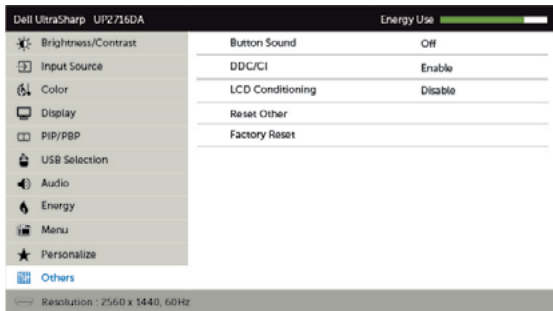 Dell UltraSharp UP2716DA Energy Use
Brightness/Contrast Button Sound Off
Input Source DDC/CI Enable
Color LCD Conditioning Disable
Display Reset Other
PIP/PBP Factory Reset
USB Selection
Audio
Energy
Menu
Personalize
Others
Resolution : 2560 x 1440, 60Hz